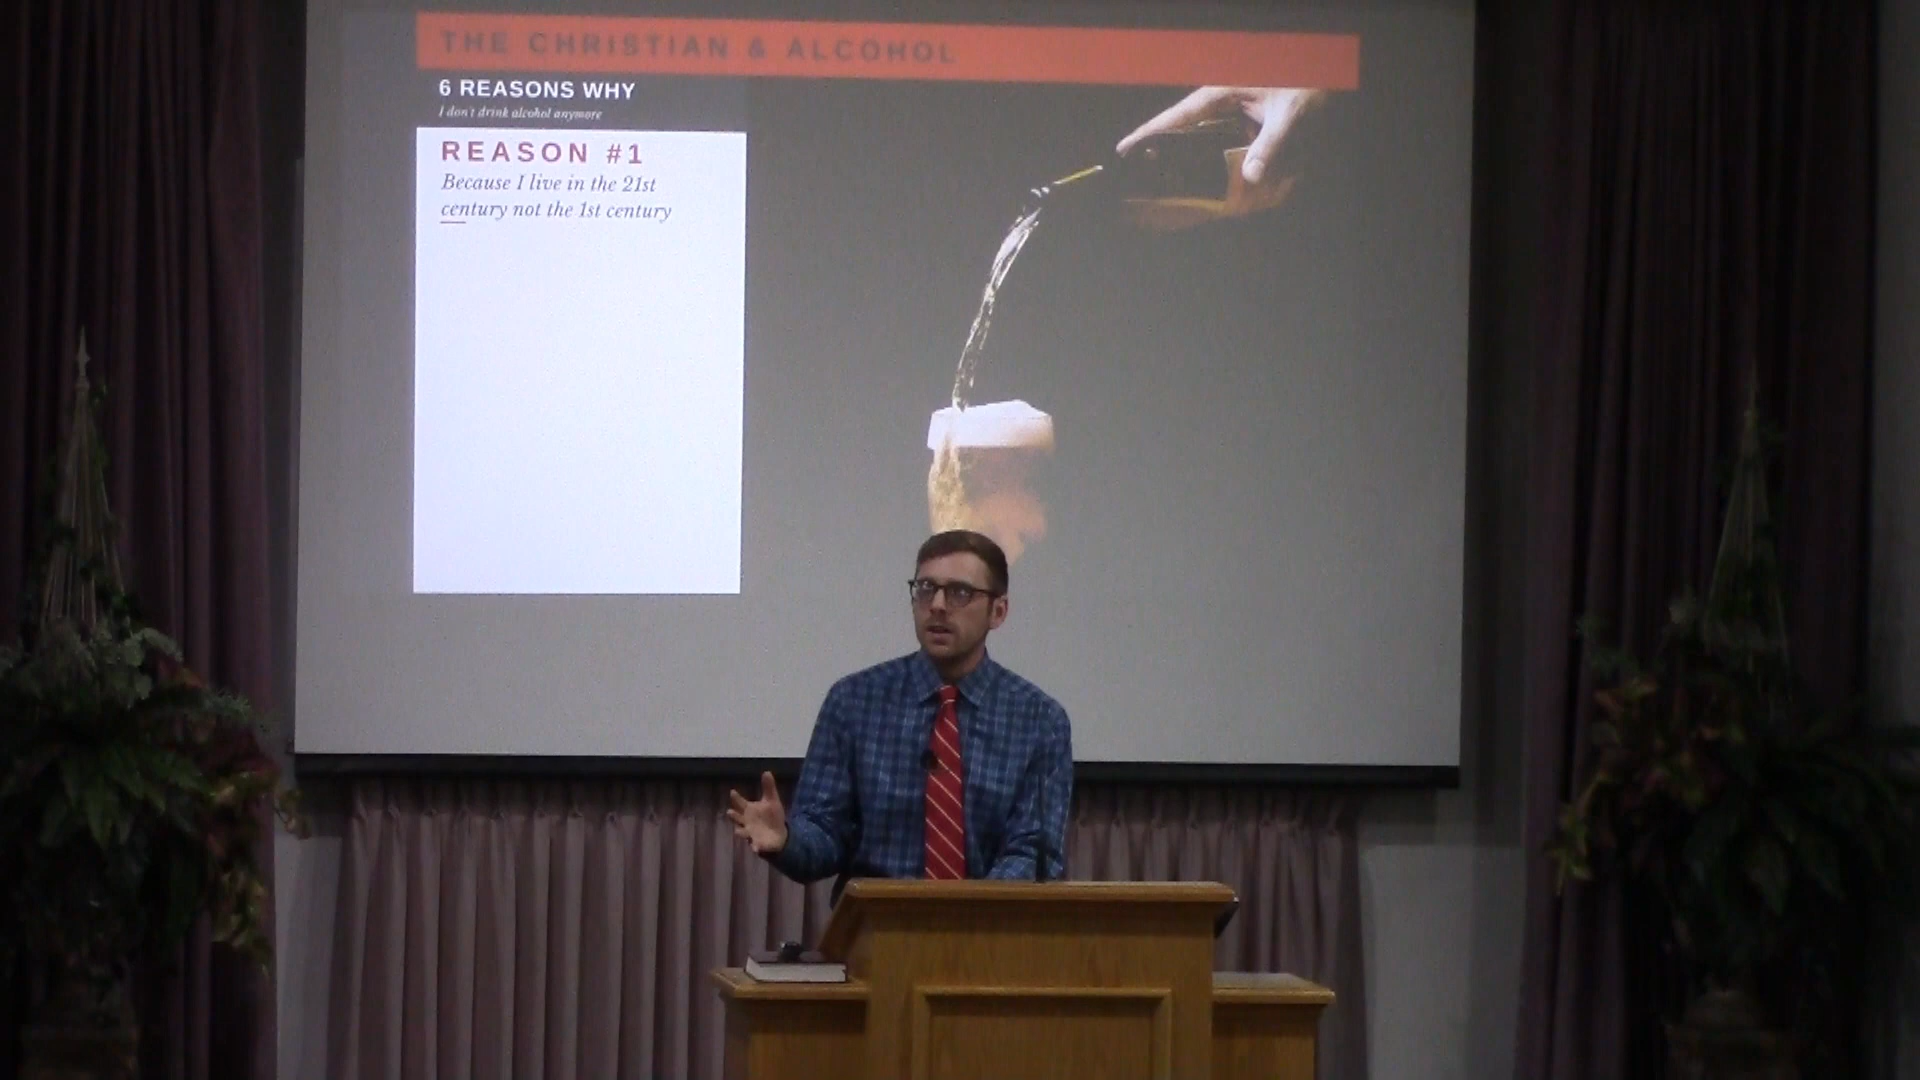 THE CHRISTIAN & ALCOHOL
6 REASONS WHY
I don't drink alcohol anymore
REASON #1
Because I live in the 21st
century not the 1st century